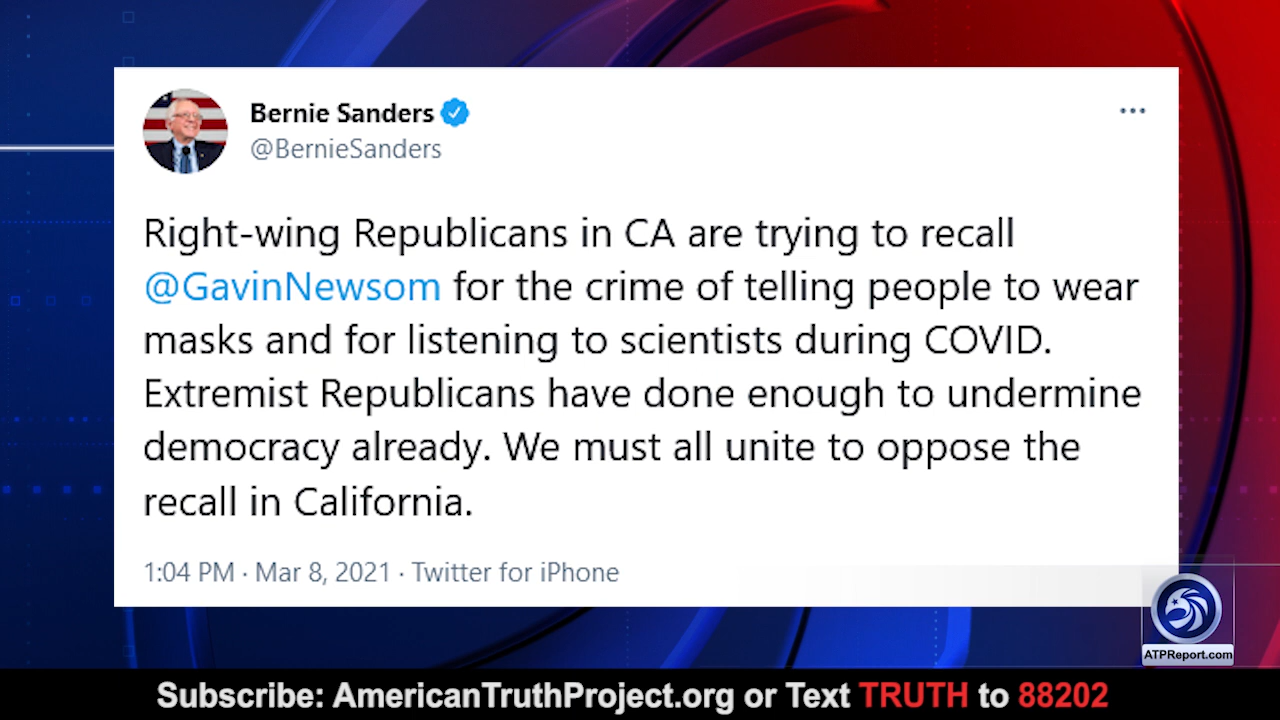 Bernie Sanders
@BernieSanders
Right-wing Republicans in CA are trying to recall
@GavinNewsom for the crime of telling people to wear
masks and for listening to scientists during COVID.
Extremist Republicans have done enough to undermine
democracy already. We must all unite to oppose the
recall in California.
1:04 PM · Mar 8, 2021 · Twitter for iPhone
ATPReport.com
Subscribe: AmericanTruthProject.org or Text TRUTH to 88202